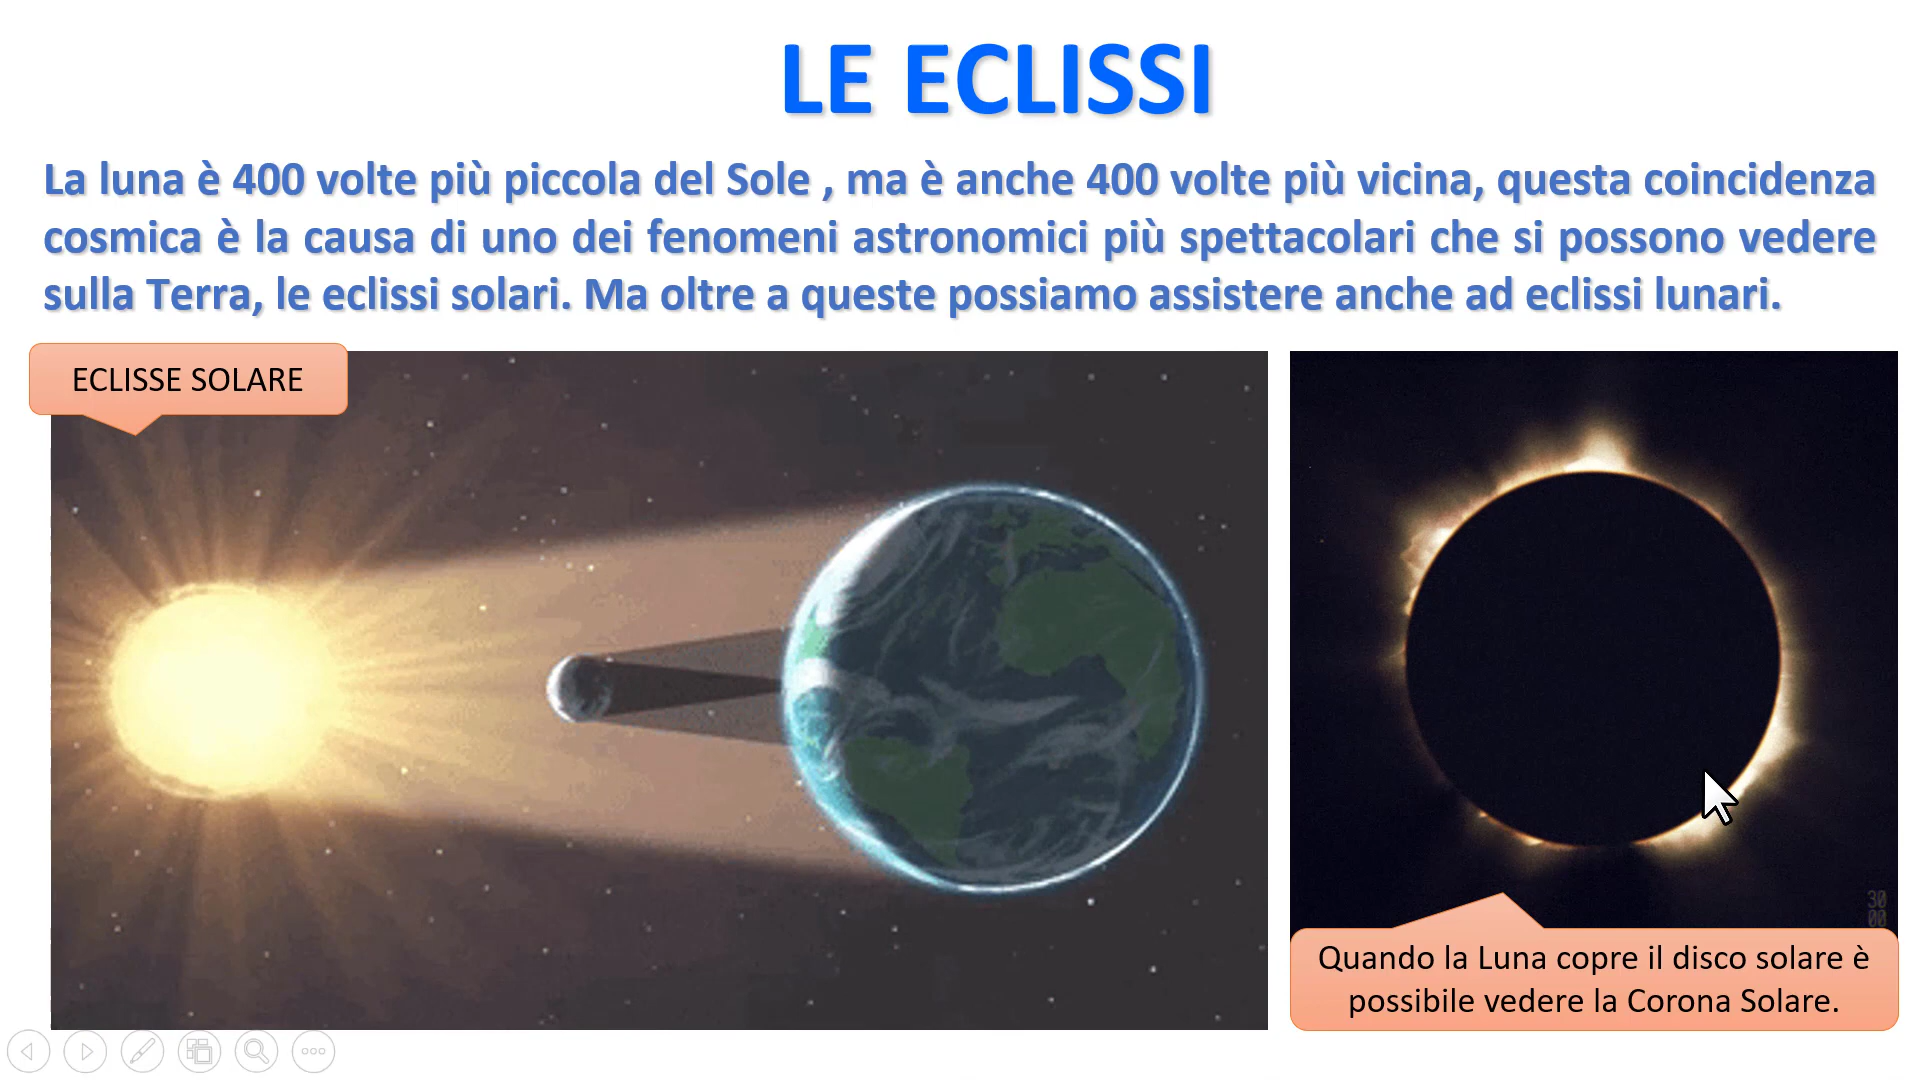 LE ECLISSI
La luna è 400 volte più piccola del Sole , ma è anche 400 volte più vicina, questa coincidenza
cosmica è la causa di uno dei fenomeni astronomici più spettacolari che si possono vedere
sulla Terra, le eclissi solari. Ma oltre a queste possiamo assistere anche ad eclissi lunari.
ECLISSE SOLARE
30
00
Quando la Luna copre il disco solare è
possibile vedere la Corona Solare.